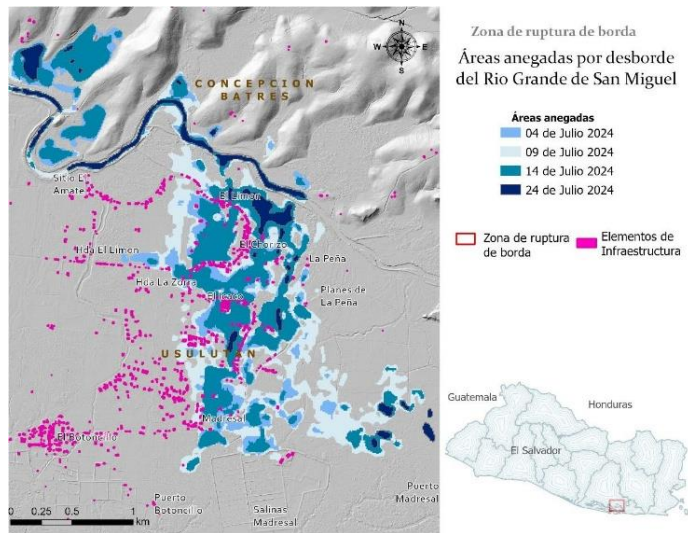 Zona de ruptura de borda
Áreas anegadas por desborde
del Rio Grande de San Miguel
Áreas anegadas
04 de Julio 2024
09 de Julio 2024
14 de Julio 2024
24 de Julio 2024
Zona de ruptura
de borda
Elementos de
Infraestructura
N
W E
S
CONCEPCION
BATRES
Sitio E
Amate
El Limon
Hda El Limon
El Chorizo
La Peña
Hda La Zorra
Planes de
La Peña
El Icaco
USULUTAN
Madresal
El Botoncillo
Puerto
Botoncillo
Salinas
Madresal
Puerto
Madresal
0 0.25 0.5 1
km
Guatemala
Honduras
El Salvador